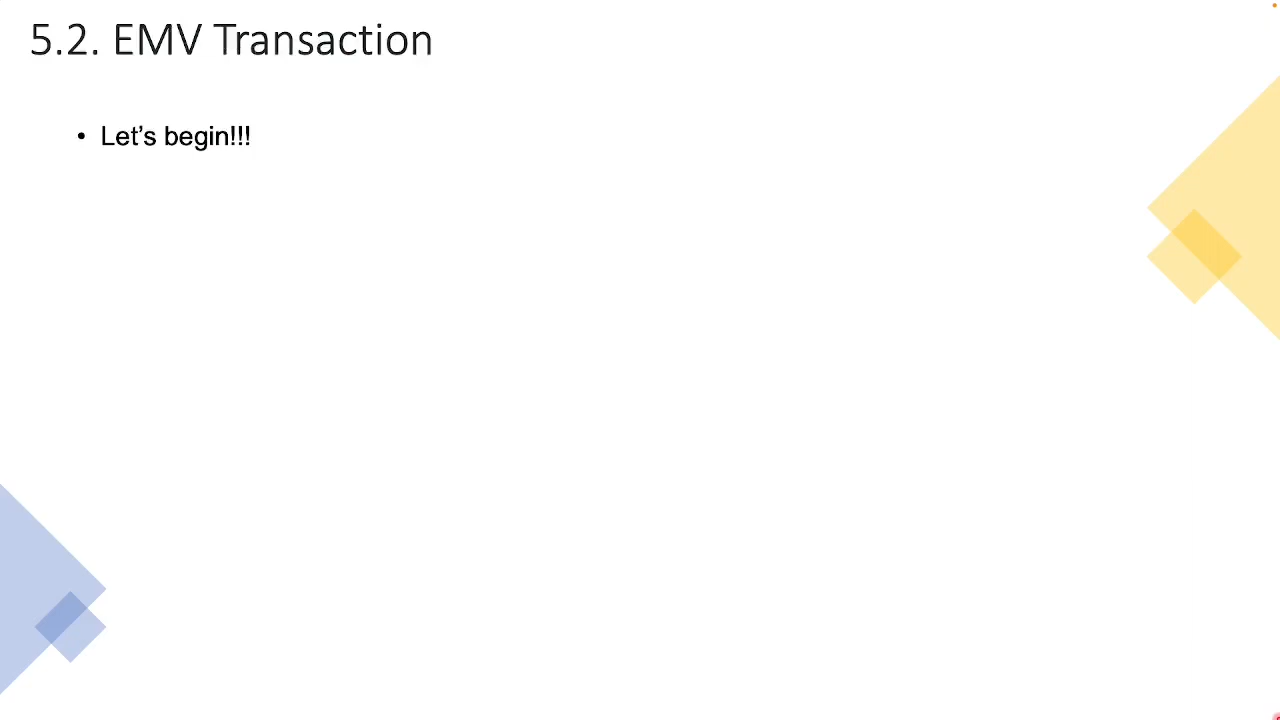 5.2. EMV Transaction
• Let’s begin!!!